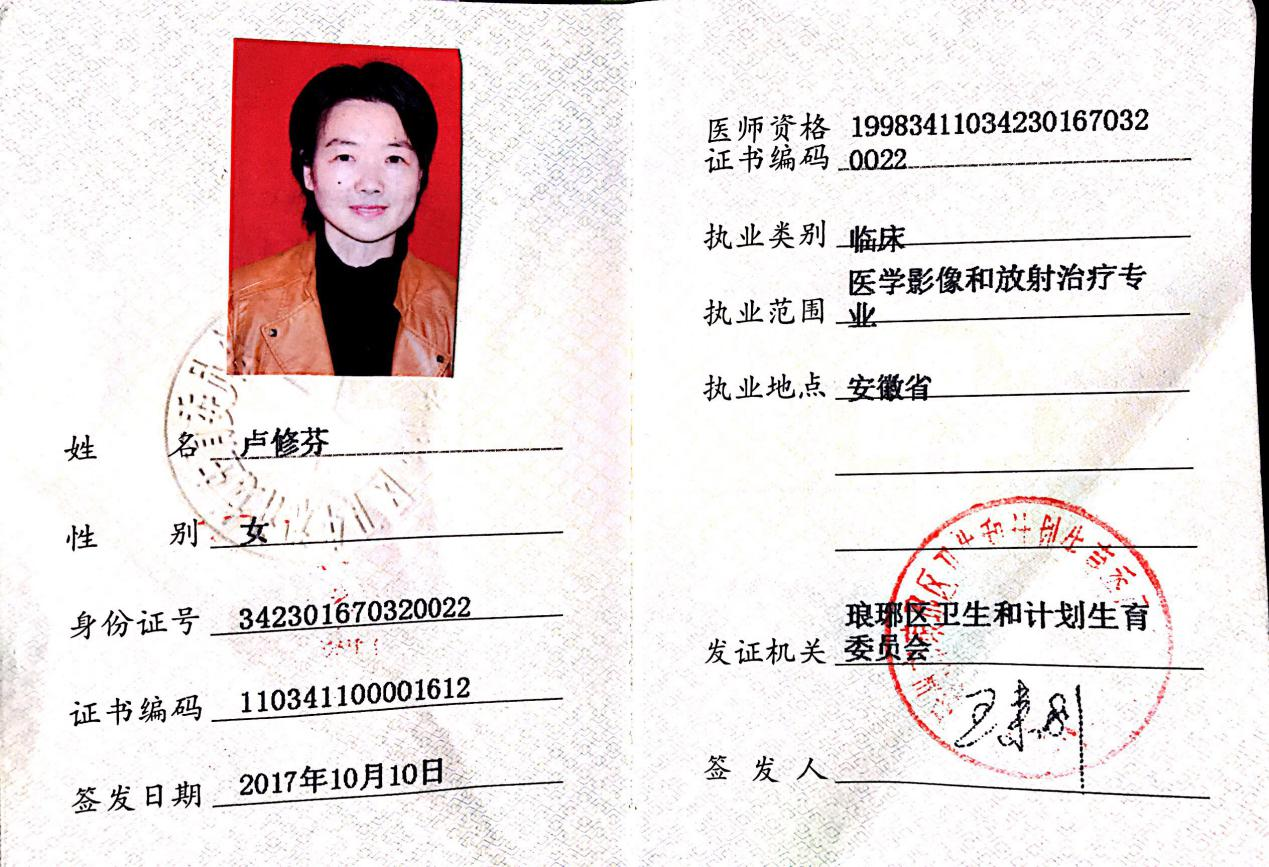 姓名 卢修芬
性别 女
身份证号 342301670320022
证书编码 110341100001612
签发日期 2017年10月10日
医师资格 19983411034230167032
证书编码 0022
执业类别 临床
医学影像和放射治疗专
执业范围 业
执业地点 安徽省
琅琊区卫生和计划生育
发证机关 委员会
签发人